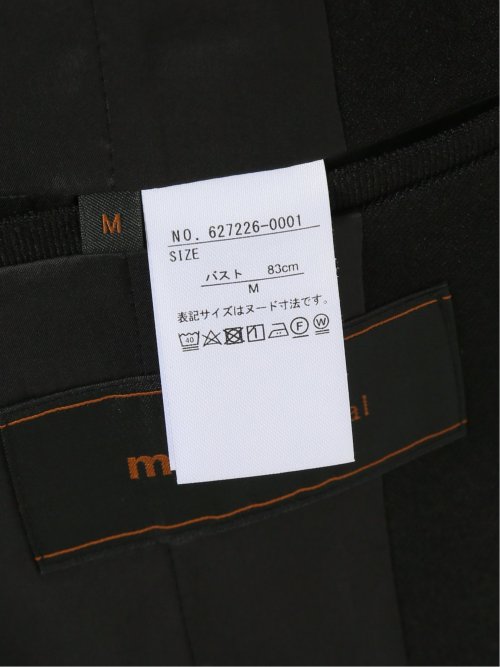 M
NO. 627226-0001
SIZE
バスト 83cm
M
表記サイズはヌード寸法です。
40 F W
m al